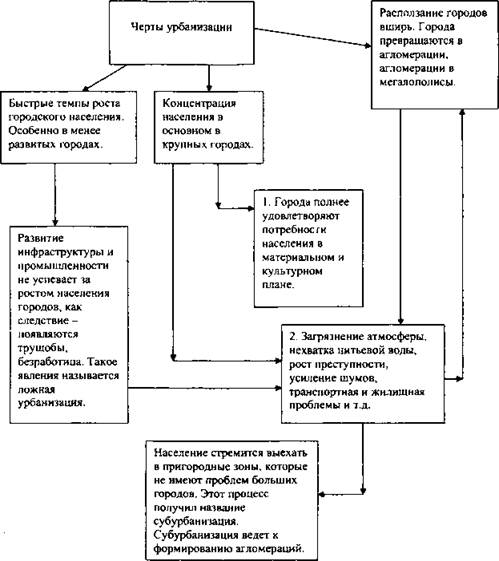 Черты урбанизации
Расползание городов
вширь. Города
превращаются в
агломерации,
агломерации в
мегалополисы.
Быстрые темпы роста
городского населения.
Особенно в менее
развитых городах.
Концентрация
населения в
основном в
крупных городах.
1. Города полнее
удовлетворяют
потребности
населения в
материальном и
культурном
плане.
Развитие
инфраструктуры и
промышленности
не успевает за
ростом населения
городов, как
следствие –
появляются
трущобы,
безработица. Такое
явления называется
ложная
урбанизация.
2. Загрязнение атмосферы,
нехватка питьевой воды,
рост преступности,
усиление шумов,
транспортная и жилищная
проблемы и т.д.
Население стремится выехать
в пригородные зоны, которые
не имеют проблем больших
городов. Этот процесс
получил название
субурбанизация.
Субурбанизация ведет к
формированию агломераций.